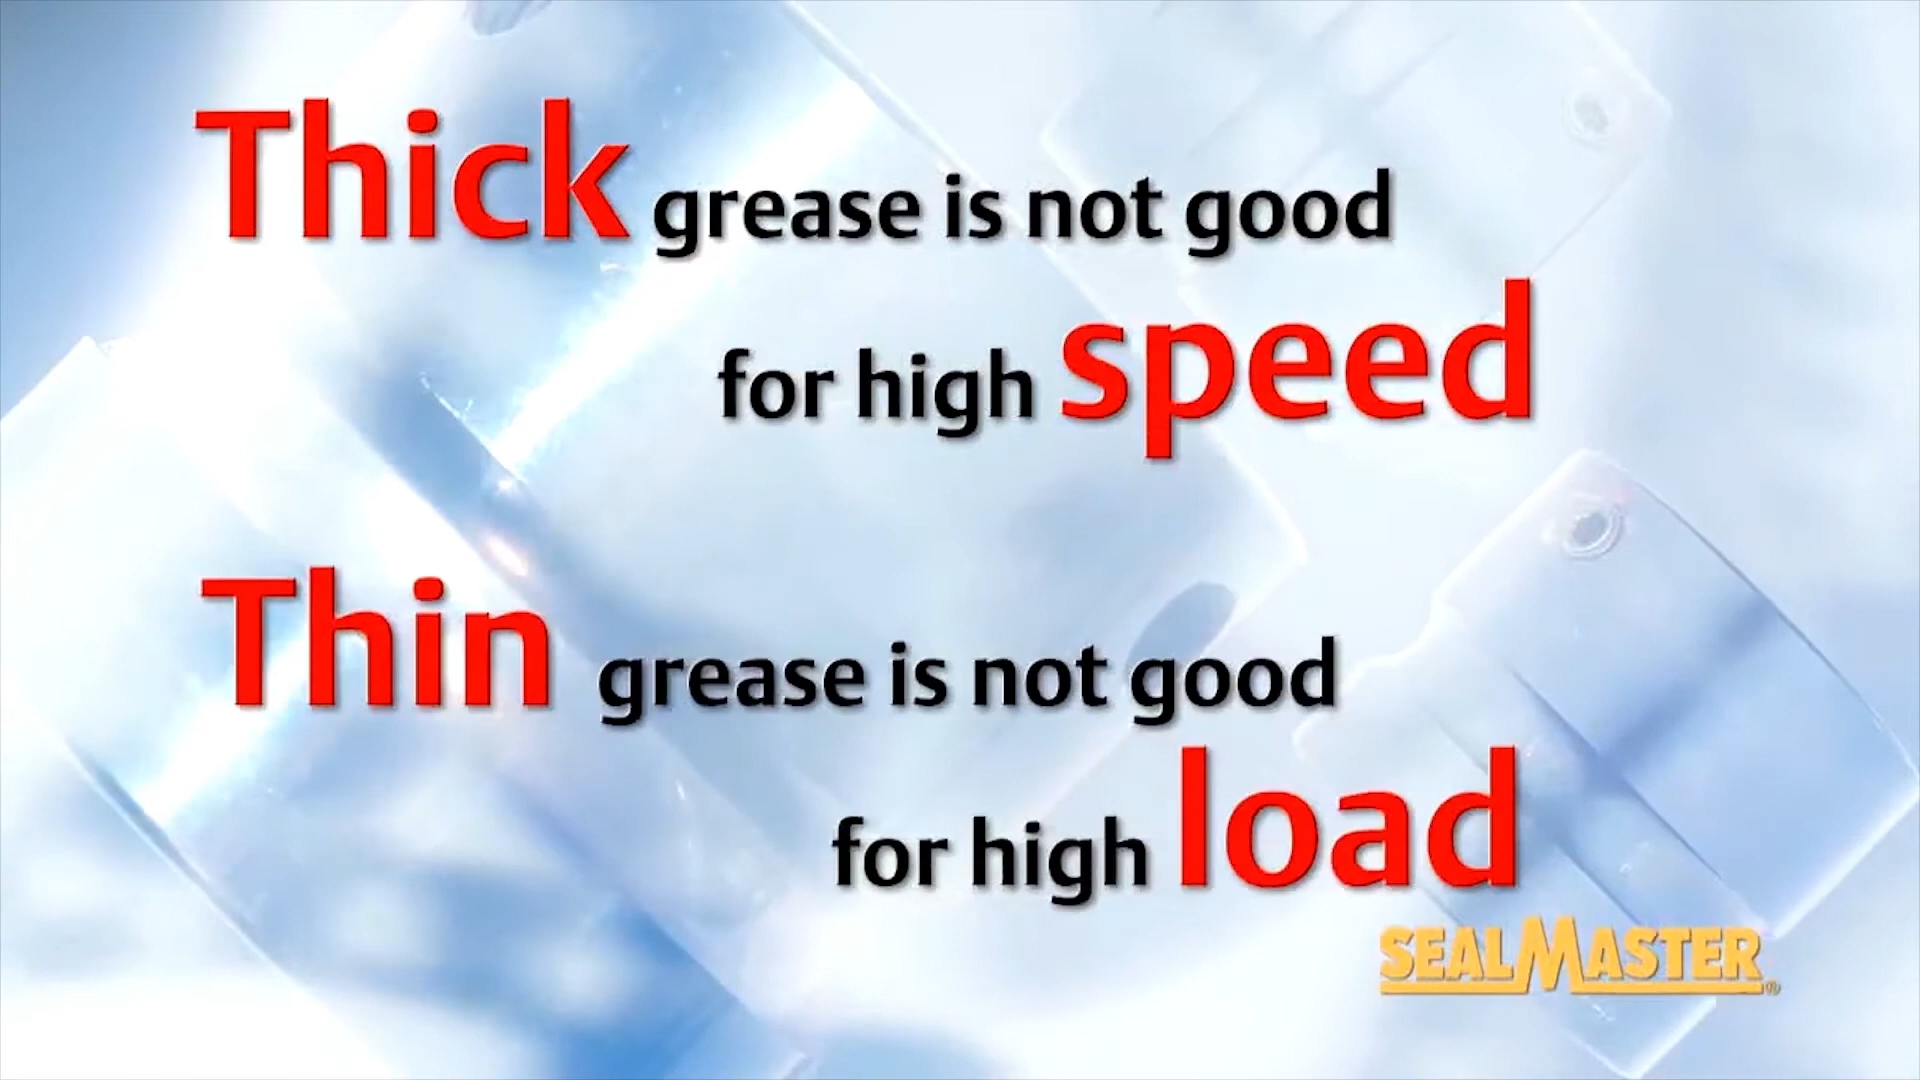 Thick grease is not good
for high speed
Thin grease is not good
for high load
SEALMASTER®